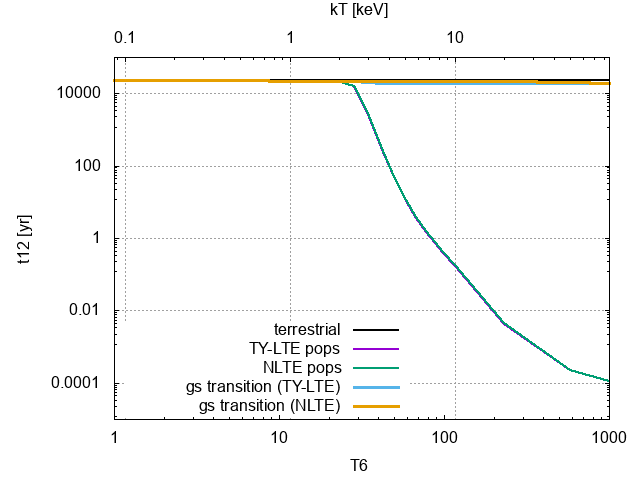 kT [keV]
0.1 1 10
10000
100
1
0.01
0.0001
t12 [yr]
terrestrial
TY-LTE pops
NLTE pops
gs transition (TY-LTE)
gs transition (NLTE)
1 10 100 1000
T6